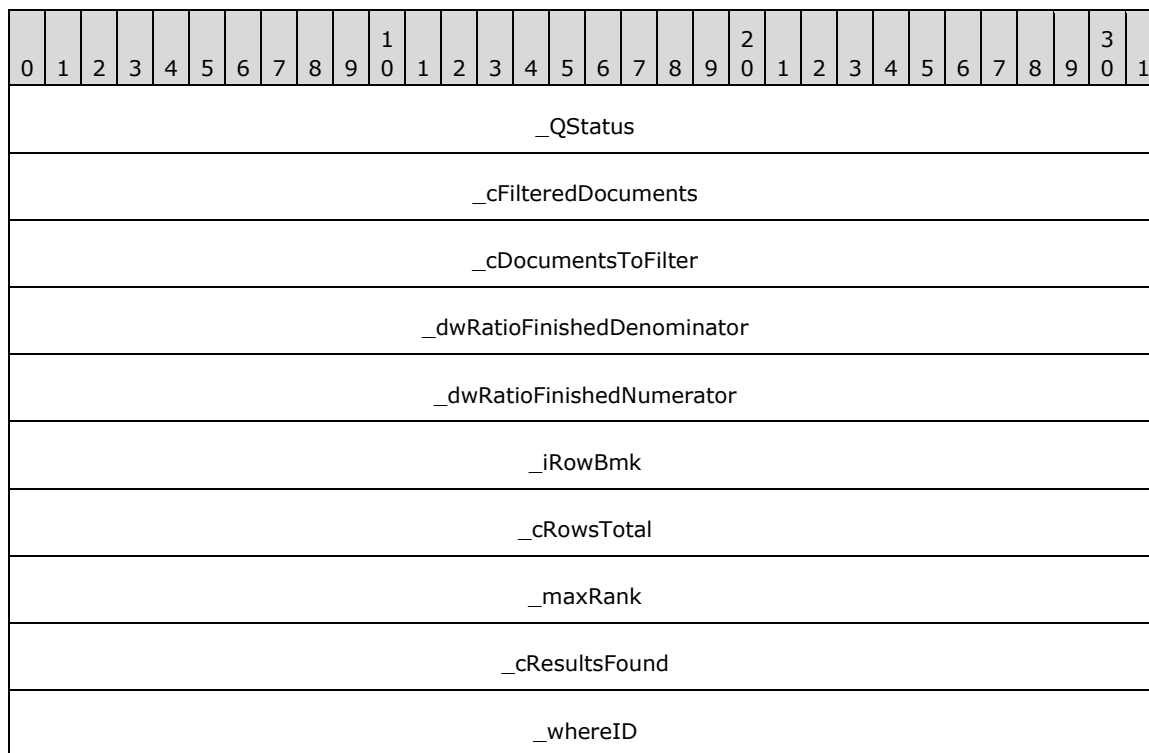 1 2 3
0 1 2 3 4 5 6 7 8 9 0 1 2 3 4 5 6 7 8 9 0 1 2 3 4 5 6 7 8 9 0 1
_QStatus
_cFilteredDocuments
_cDocumentsToFilter
_dwRatioFinishedDenominator
_dwRatioFinishedNumerator
_iRowBmk
_cRowsTotal
_maxRank
_cResultsFound
_whereID